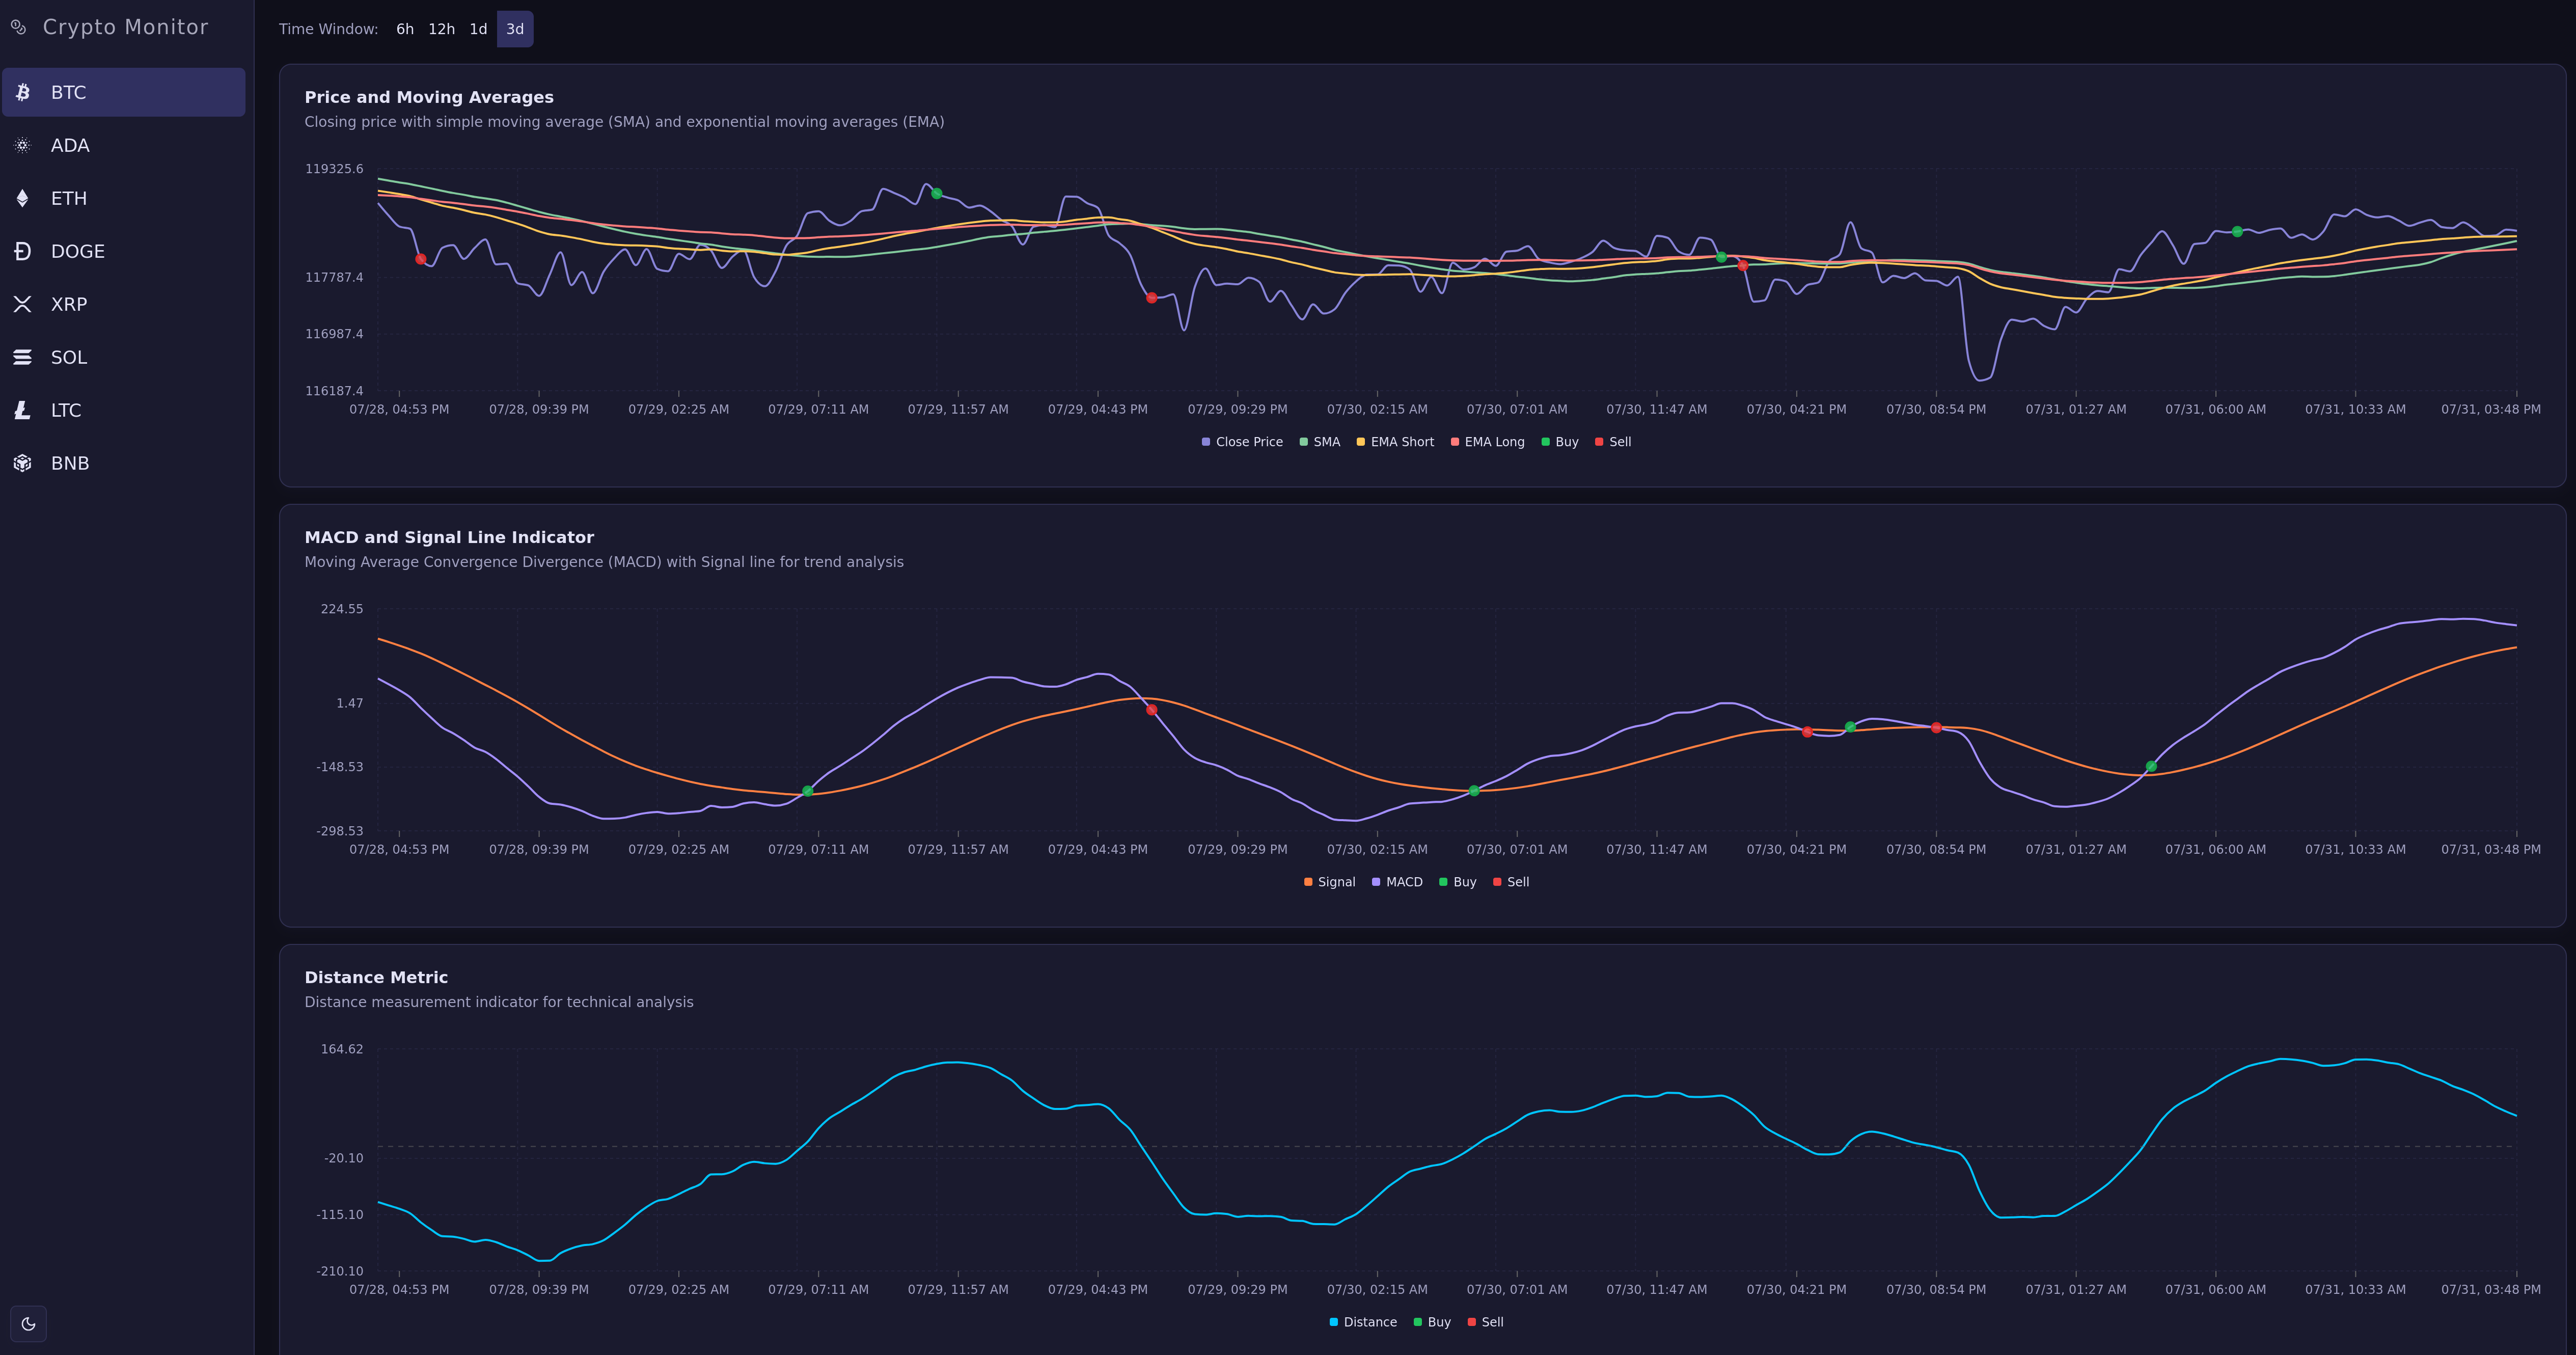 Crypto Monitor
BTC
ADA
ETH
DOGE
XRP
SOL
LTC
BNB
Time Window: 6h 12h 1d 3d
Price and Moving Averages
Closing price with simple moving average (SMA) and exponential moving averages (EMA)
119325.6
117787.4
116987.4
116187.4
07/28, 04:53 PM 07/28, 09:39 PM 07/29, 02:25 AM 07/29, 07:11 AM 07/29, 11:57 AM 07/29, 04:43 PM 07/29, 09:29 PM 07/30, 02:15 AM 07/30, 07:01 AM 07/30, 11:47 AM 07/30, 04:21 PM 07/30, 08:54 PM 07/31, 01:27 AM 07/31, 06:00 AM 07/31, 10:33 AM 07/31, 03:48 PM
Close Price SMA EMA Short EMA Long Buy Sell
MACD and Signal Line Indicator
Moving Average Convergence Divergence (MACD) with Signal line for trend analysis
224.55
1.47
-148.53
-298.53
07/28, 04:53 PM 07/28, 09:39 PM 07/29, 02:25 AM 07/29, 07:11 AM 07/29, 11:57 AM 07/29, 04:43 PM 07/29, 09:29 PM 07/30, 02:15 AM 07/30, 07:01 AM 07/30, 11:47 AM 07/30, 04:21 PM 07/30, 08:54 PM 07/31, 01:27 AM 07/31, 06:00 AM 07/31, 10:33 AM 07/31, 03:48 PM
Signal MACD Buy Sell
Distance Metric
Distance measurement indicator for technical analysis
164.62
-20.10
-115.10
-210.10
07/28, 04:53 PM 07/28, 09:39 PM 07/29, 02:25 AM 07/29, 07:11 AM 07/29, 11:57 AM 07/29, 04:43 PM 07/29, 09:29 PM 07/30, 02:15 AM 07/30, 07:01 AM 07/30, 11:47 AM 07/30, 04:21 PM 07/30, 08:54 PM 07/31, 01:27 AM 07/31, 06:00 AM 07/31, 10:33 AM 07/31, 03:48 PM
Distance Buy Sell